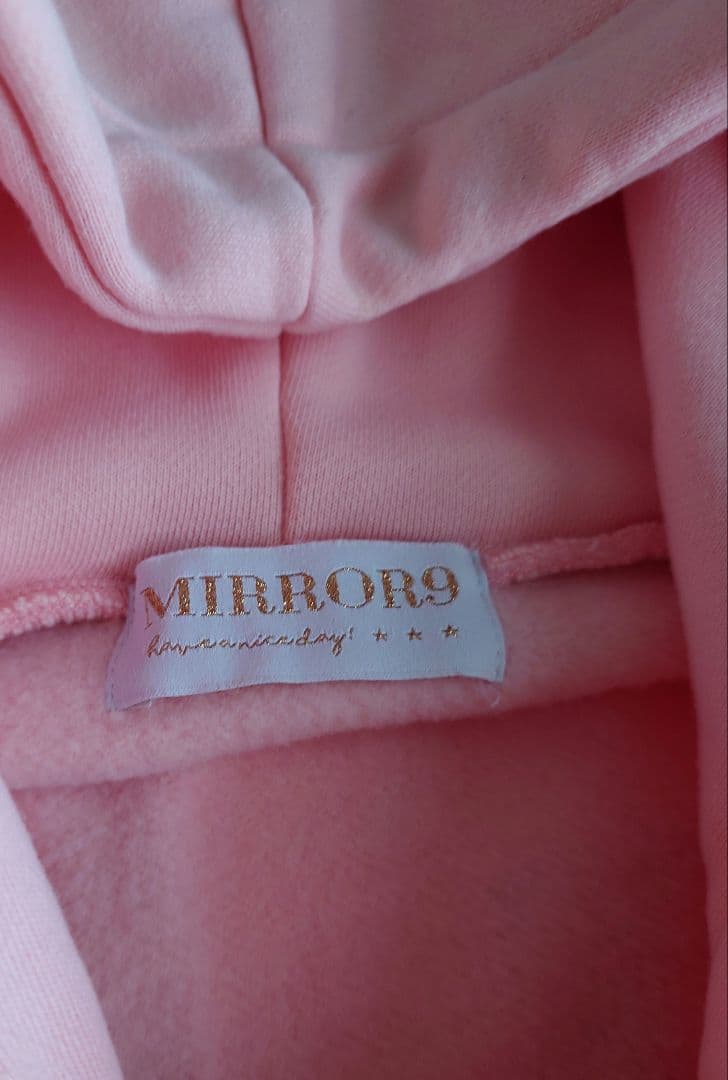 MIRROR9
have a nice day! ★ ★ ★